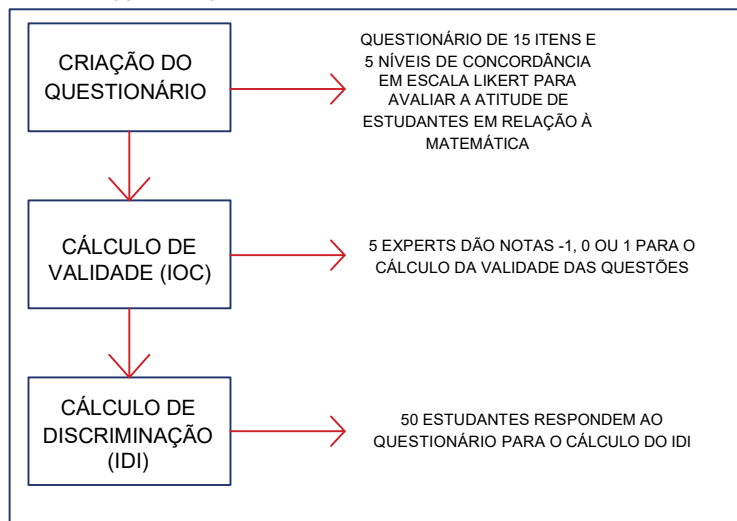 CRIAÇÃO DO
QUESTIONÁRIO
QUESTIONÁRIO DE 15 ITENS E
5 NÍVEIS DE CONCORDÂNCIA
EM ESCALA LIKERT PARA
AVALIAR A ATITUDE DE
ESTUDANTES EM RELAÇÃO À
MATEMÁTICA
CÁLCULO DE
VALIDADE (IOC)
5 EXPERTS DÃO NOTAS -1, 0 OU 1 PARA O
CÁLCULO DA VALIDADE DAS QUESTÕES
CÁLCULO DE
DISCRIMINAÇÃO
(IDI)
50 ESTUDANTES RESPONDEM AO
QUESTIONÁRIO PARA O CÁLCULO DO IDI